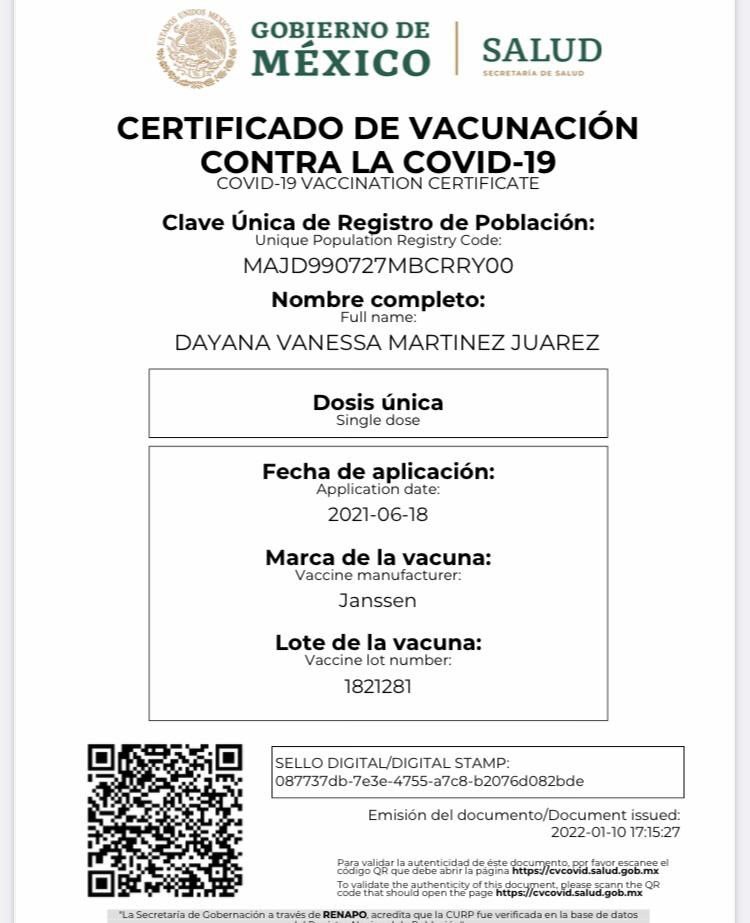 ESTADOS UNIDOS MEXICANOS
GOBIERNO DE
MÉXICO
SALUD
SECRETARÍA DE SALUD
CERTIFICADO DE VACUNACIÓN
CONTRA LA COVID-19
COVID-19 VACCINATION CERTIFICATE
Clave Única de Registro de Población:
Unique Population Registry Code:
MAJD990727MBCRRY00
Nombre completo:
Full name:
DAYANA VANESSA MARTINEZ JUAREZ
Dosis única
Single dose
Fecha de aplicación:
Application date:
2021-06-18
Marca de la vacuna:
Vaccine manufacturer:
Janssen
Lote de la vacuna:
Vaccine lot number:
1821281
SELLO DIGITAL/DIGITAL STAMP:
087737db-7e3e-4755-a7c8-b2076d082bde
Emisión del documento/Document issued:
2022-01-10 17:15:27
Para validar la autenticidad de éste documento, por favor escanee el
código QR que debe abrir la página https://cvcovid.salud.gob.mx
To validate the authenticity of this document, please scann the QR
code that should open the page https://cvcovid.salud.gob.mx
"La Secretaría de Gobernación a través de RENAPO, acredita que la CURP fue verificada en la base de datos